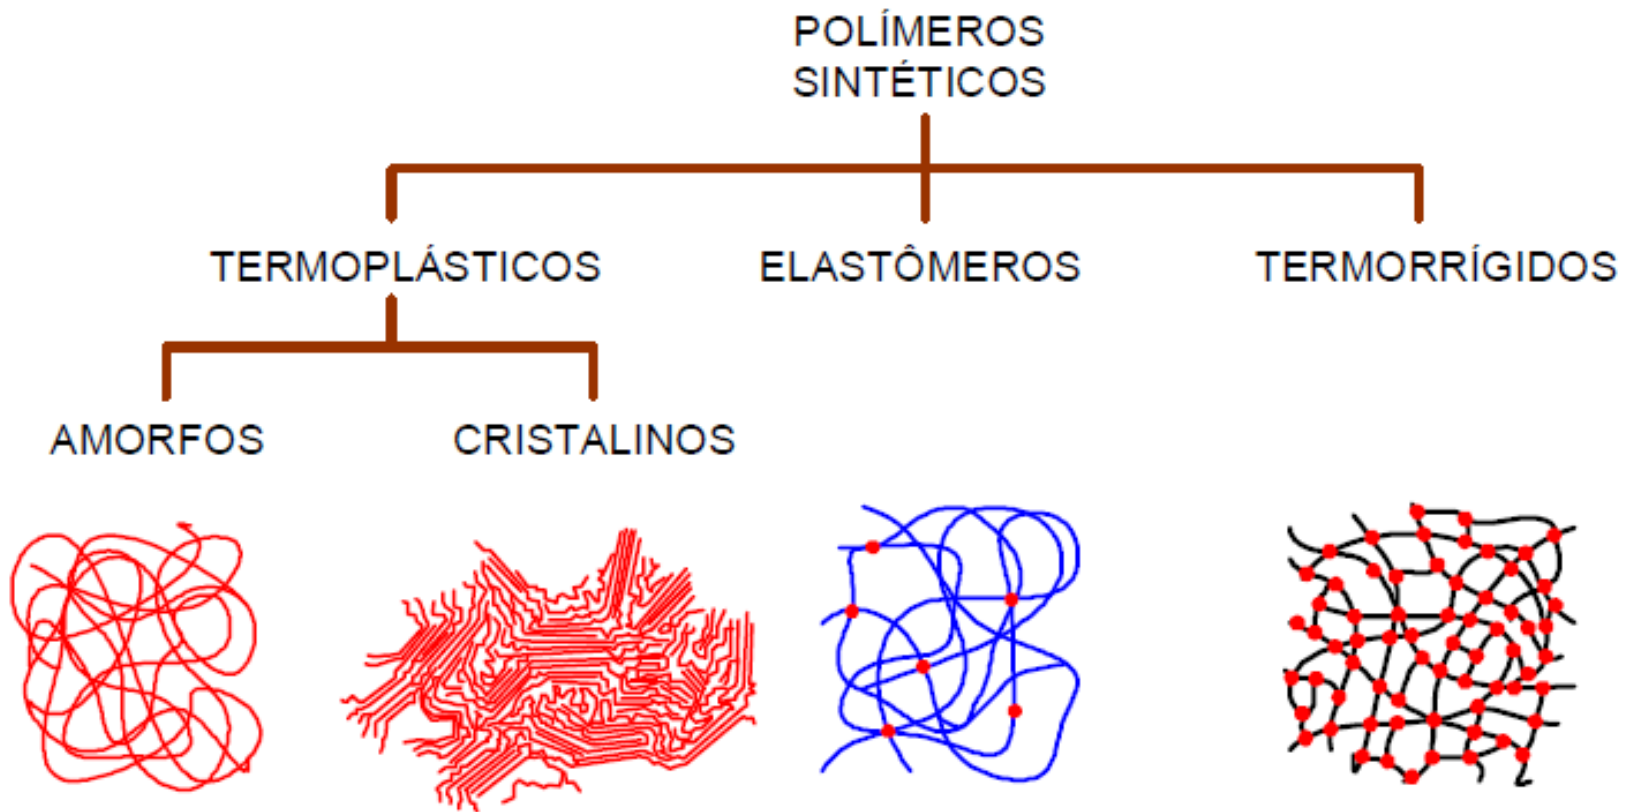 POLÍMEROS
SINTÉTICOS
TERMOPLÁSTICOS
ELASTÔMEROS
TERMORRÍGIDOS
AMORFOS
CRISTALINOS